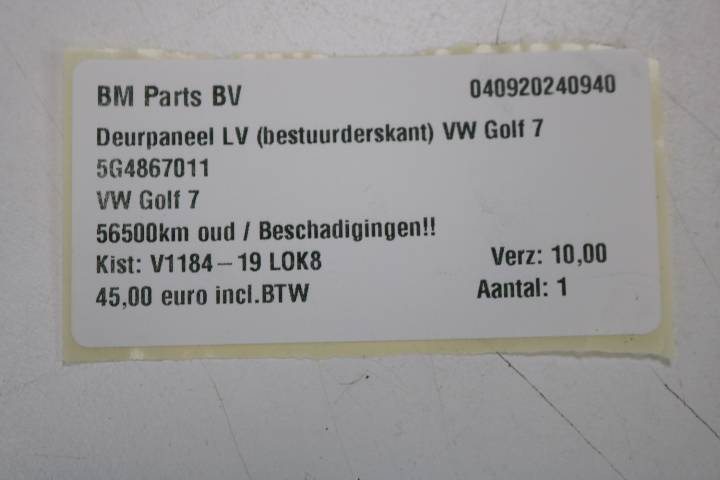 BM Parts BV 040920240940
Deurpaneel LV (bestuurderskant) VW Golf 7
5G4867011
VW Golf 7
56500km oud / Beschadigingen!!
Kist: V1184-19 LOK8 Verz: 10,00
45,00 euro incl.BTW Aantal: 1